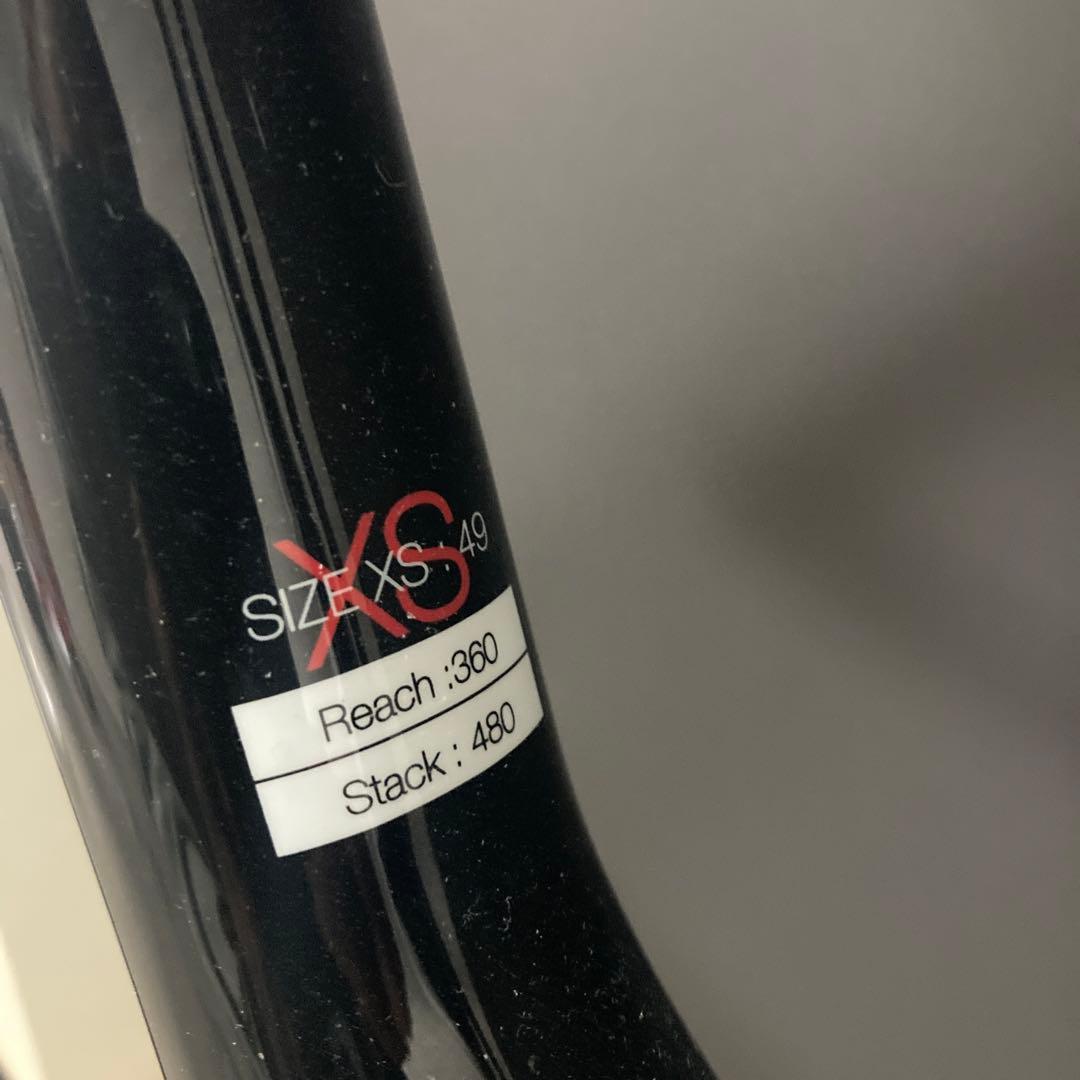 XS
SIZE XS : 49
Reach :360
Stack : 480